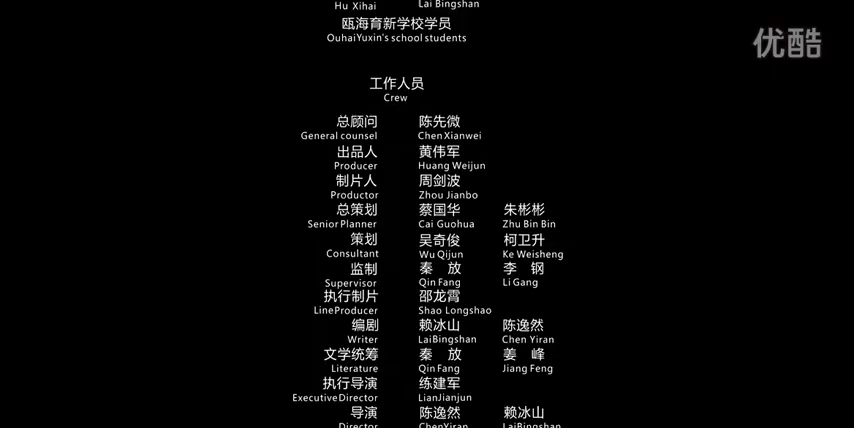 Hu Xihai Lai Bingshan
瓯海育新学校学员
OuhaiYuxin's school students
优酷
工作人员
Crew
总顾问 陈先微
General counsel Chen Xianwei
出品人 黄伟军
Producer Huang Weijun
制片人 周剑波
Productor Zhou Jianbo
总策划 蔡国华 朱彬彬
Senior Planner Cai Guohua Zhu Bin Bin
策划 吴奇俊 柯卫升
Consultant Wu Qijun Ke Weisheng
监制 秦 放 李 钢
Supervisor Qin Fang Li Gang
执行制片 邵龙霄
LineProducer Shao Longshao
编剧 赖冰山 陈逸然
Writer LaiBingshan Chen Yiran
文学统筹 秦 放 姜 峰
Literature Qin Fang Jiang Feng
执行导演 练建军
ExecutiveDirector LianJianjun
导演 陈逸然 赖冰山
Director ChenYiran LaiBingshan